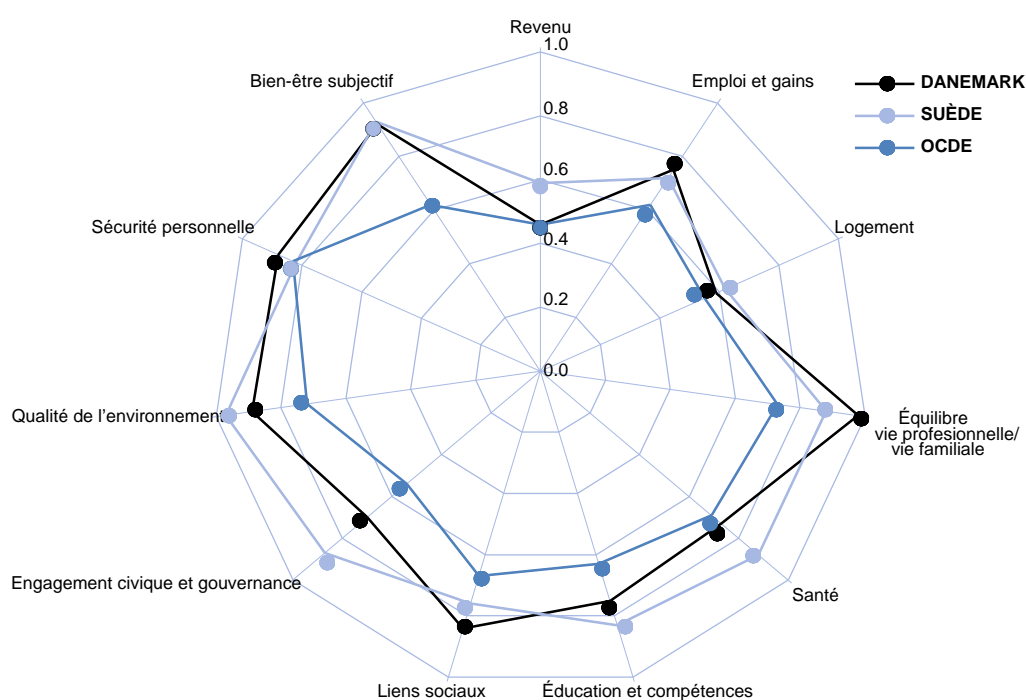 Revenu
1.0
Bien-être subjectif
Emploi et gains
DANEMARK
SUÈDE
OCDE
0.8
0.6
Sécurité personnelle
Logement
0.4
0.2
0.0
Qualité de l’environnement
Équilibre
vie profesionnelle/
vie familiale
Engagement civique et gouvernance
Santé
Liens sociaux
Éducation et compétences